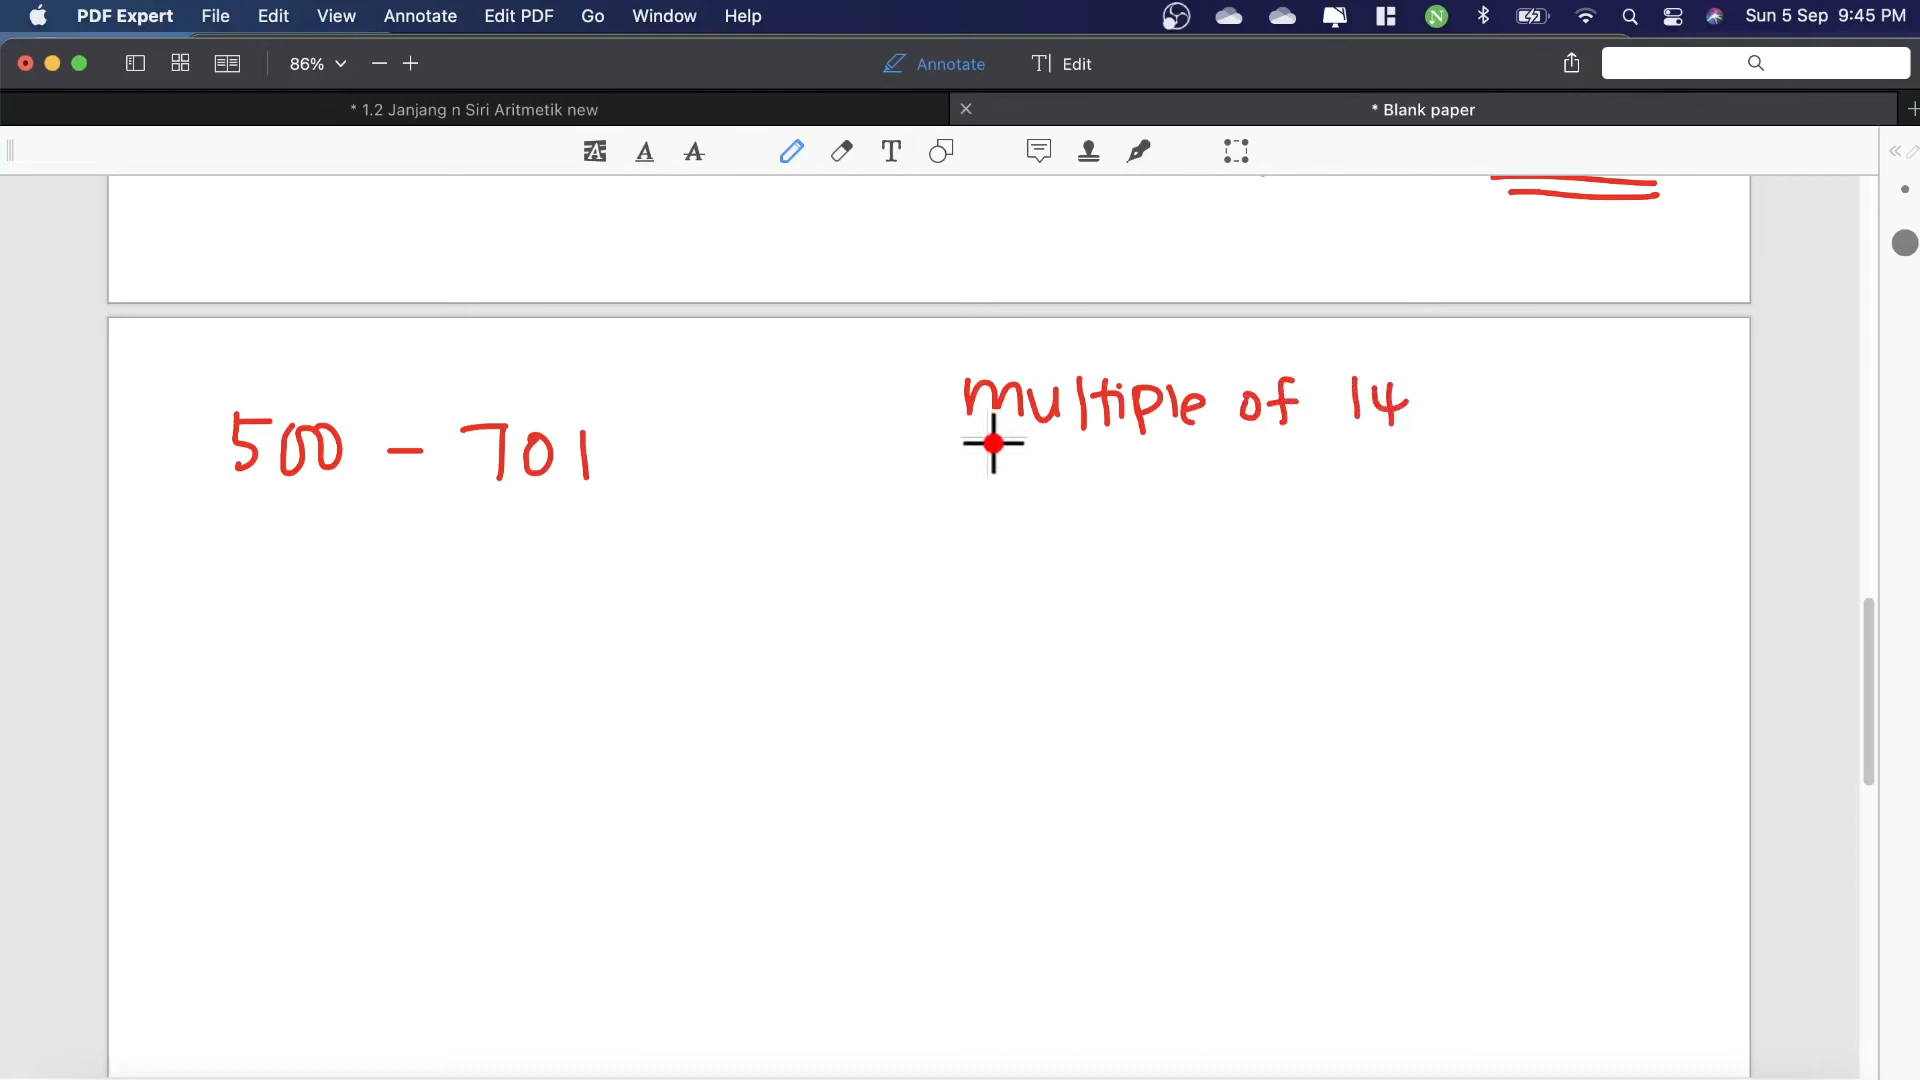 PDF Expert File Edit View Annotate Edit PDF Go Window Help Sun 5 Sep 9:45 PM
86% Annotate Edit
* 1.2 Janjang n Siri Aritmetik new
* Blank paper
multiple of 14
500 - 701